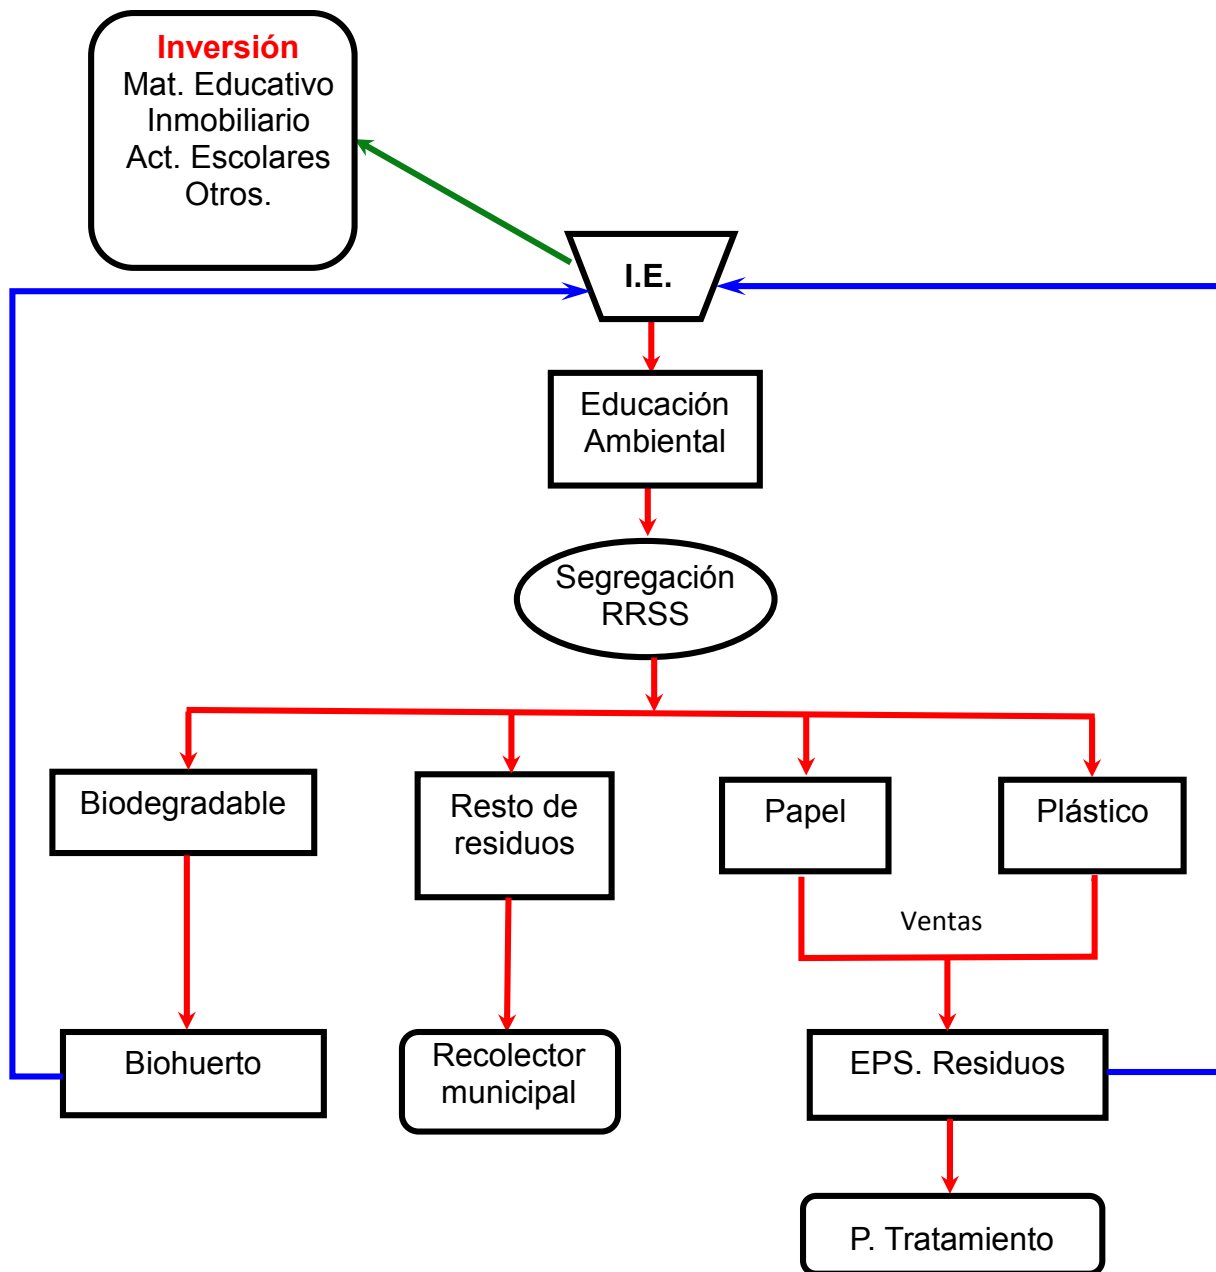 Inversión
Mat. Educativo
Inmobiliario
Act. Escolares
Otros.
I.E.
Educación
Ambiental
Segregación
RRSS
Biodegradable
Resto de
residuos
Papel
Plástico
Ventas
Biohuerto
Recolector
municipal
EPS. Residuos
P. Tratamiento